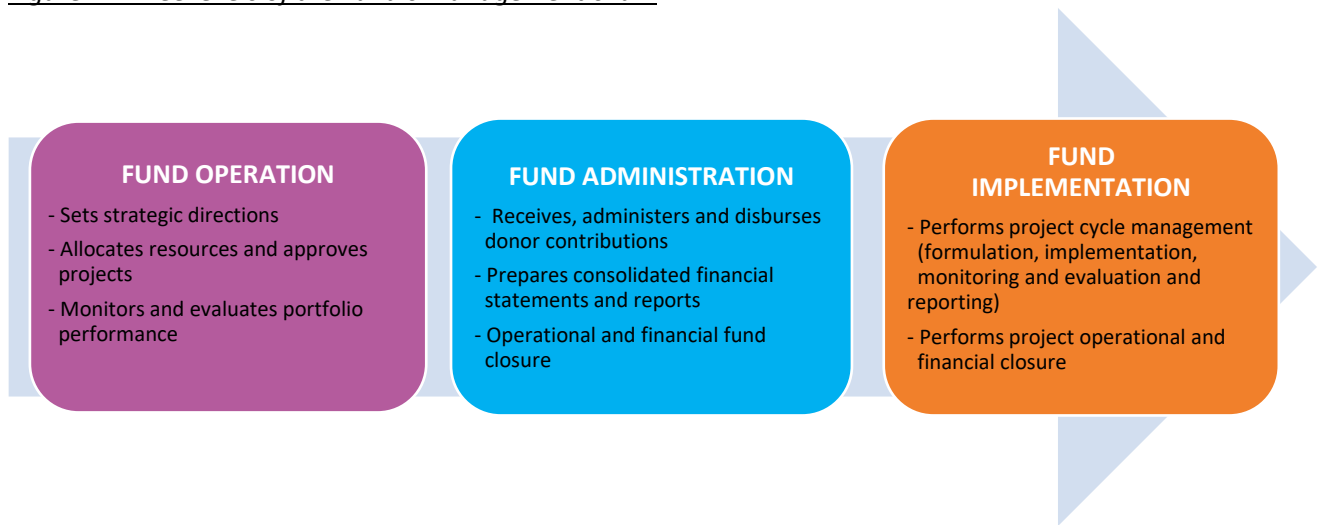 FUND OPERATION
- Sets strategic directions
- Allocates resources and approves
projects
- Monitors and evaluates portfolio
performance
FUND ADMINISTRATION
- Receives, administers and disburses
donor contributions
- Prepares consolidated financial
statements and reports
- Operational and financial fund
closure
FUND
IMPLEMENTATION
- Performs project cycle management
(formulation, implementation,
monitoring and evaluation and
reporting)
- Performs project operational and
financial closure